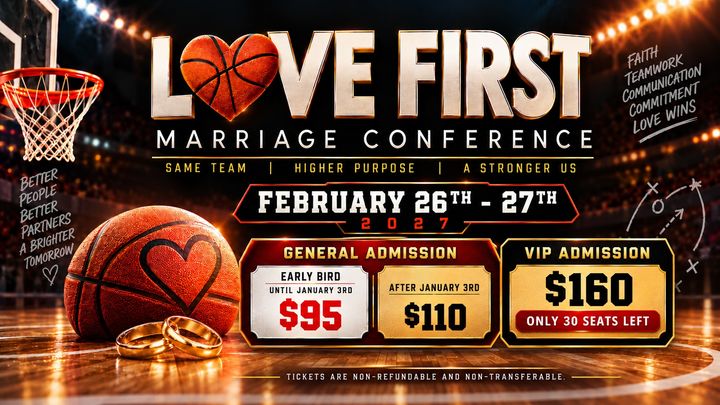 LOVE FIRST
MARRIAGE CONFERENCE
SAME TEAM | HIGHER PURPOSE | A STRONGER US
FEBRUARY 26TH - 27TH
2027
GENERAL ADMISSION
EARLY BIRD
UNTIL JANUARY 3RD
$95
AFTER JANUARY 3RD
$110
VIP ADMISSION
$160
ONLY 30 SEATS LEFT
TICKETS ARE NON-REFUNDABLE AND NON-TRANSFERABLE.
FAITH
TEAMWORK
COMMUNICATION
COMMITMENT
LOVE WINS
BETTER
PEOPLE
BETTER
PARTNERS
A BRIGHTER
TOMORROW